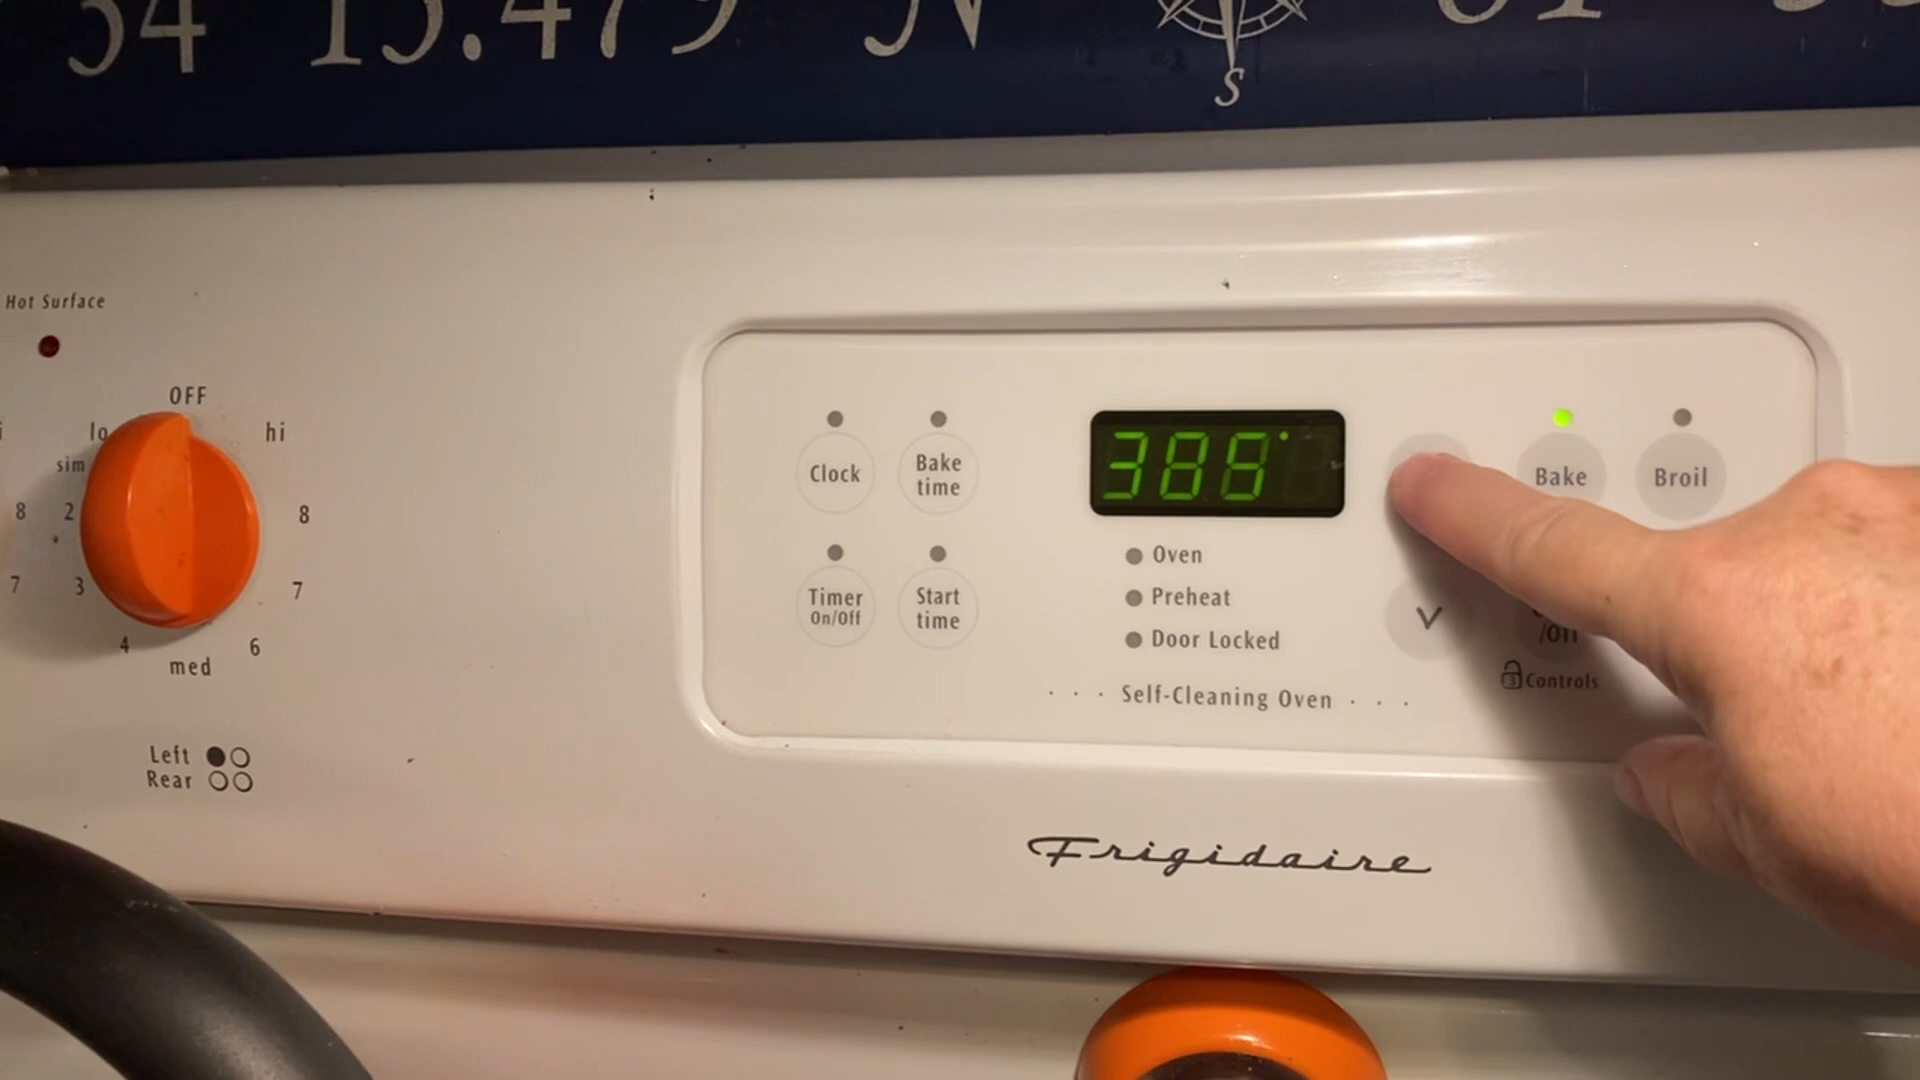 34 15.479 N
S
Hot Surface
OFF
lo
hi
sim
8
2
8
7
3
7
4
6
med
Left
Rear
Clock
Bake
time
388°
Bake
Broil
Timer
On/Off
Start
time
Oven
Preheat
Door Locked
/Off
Controls
Self-Cleaning Oven
Frigidaire